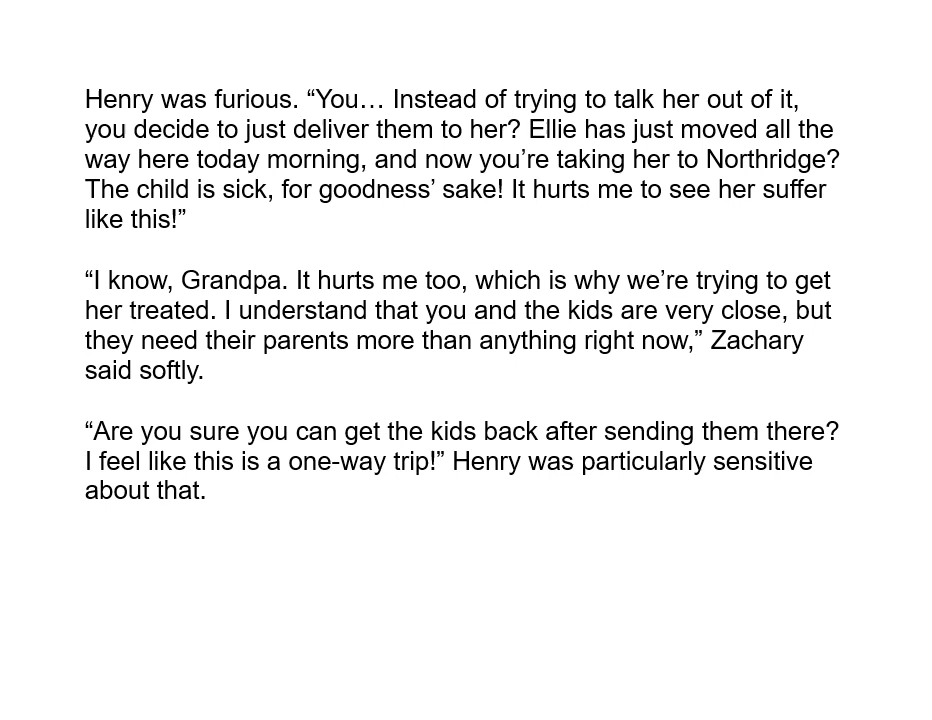 Henry was furious. “You… Instead of trying to talk her out of it,
you decide to just deliver them to her? Ellie has just moved all the
way here today morning, and now you’re taking her to Northridge?
The child is sick, for goodness’ sake! It hurts me to see her suffer
like this!”
“I know, Grandpa. It hurts me too, which is why we’re trying to get
her treated. I understand that you and the kids are very close, but
they need their parents more than anything right now,” Zachary
said softly.
“Are you sure you can get the kids back after sending them there?
I feel like this is a one-way trip!” Henry was particularly sensitive
about that.